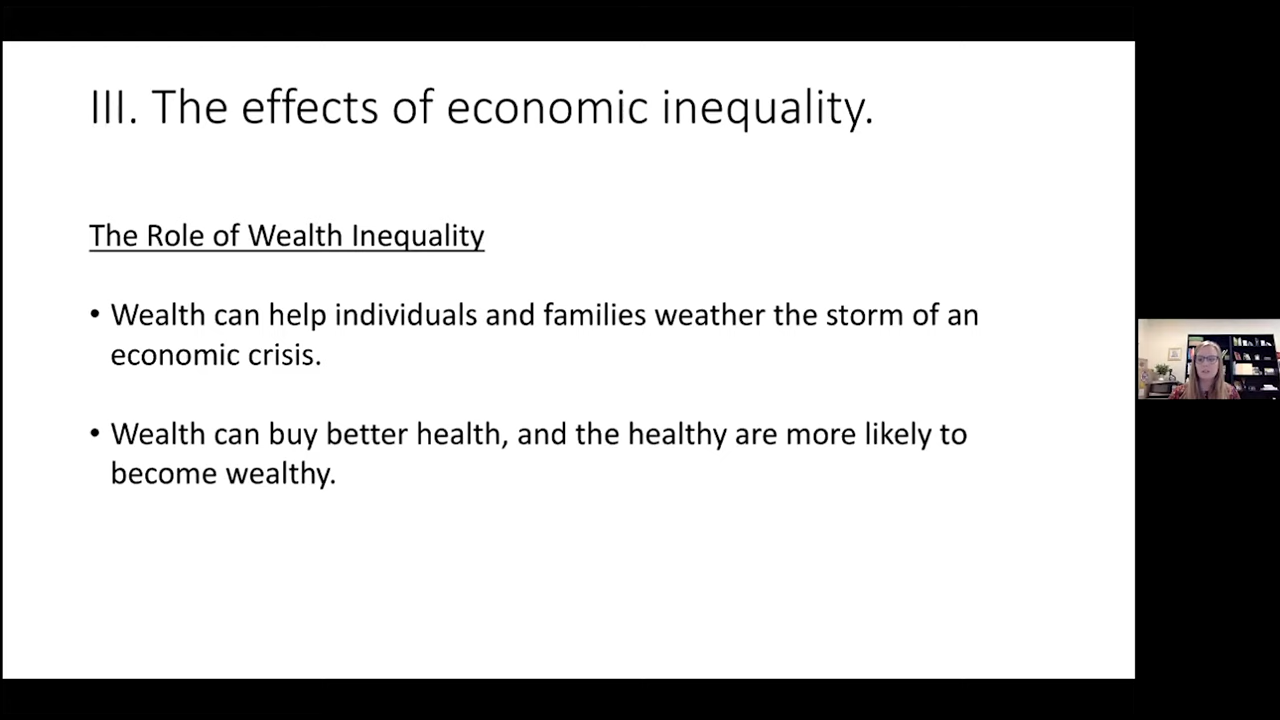 III. The effects of economic inequality.
The Role of Wealth Inequality
• Wealth can help individuals and families weather the storm of an
economic crisis.
• Wealth can buy better health, and the healthy are more likely to
become wealthy.